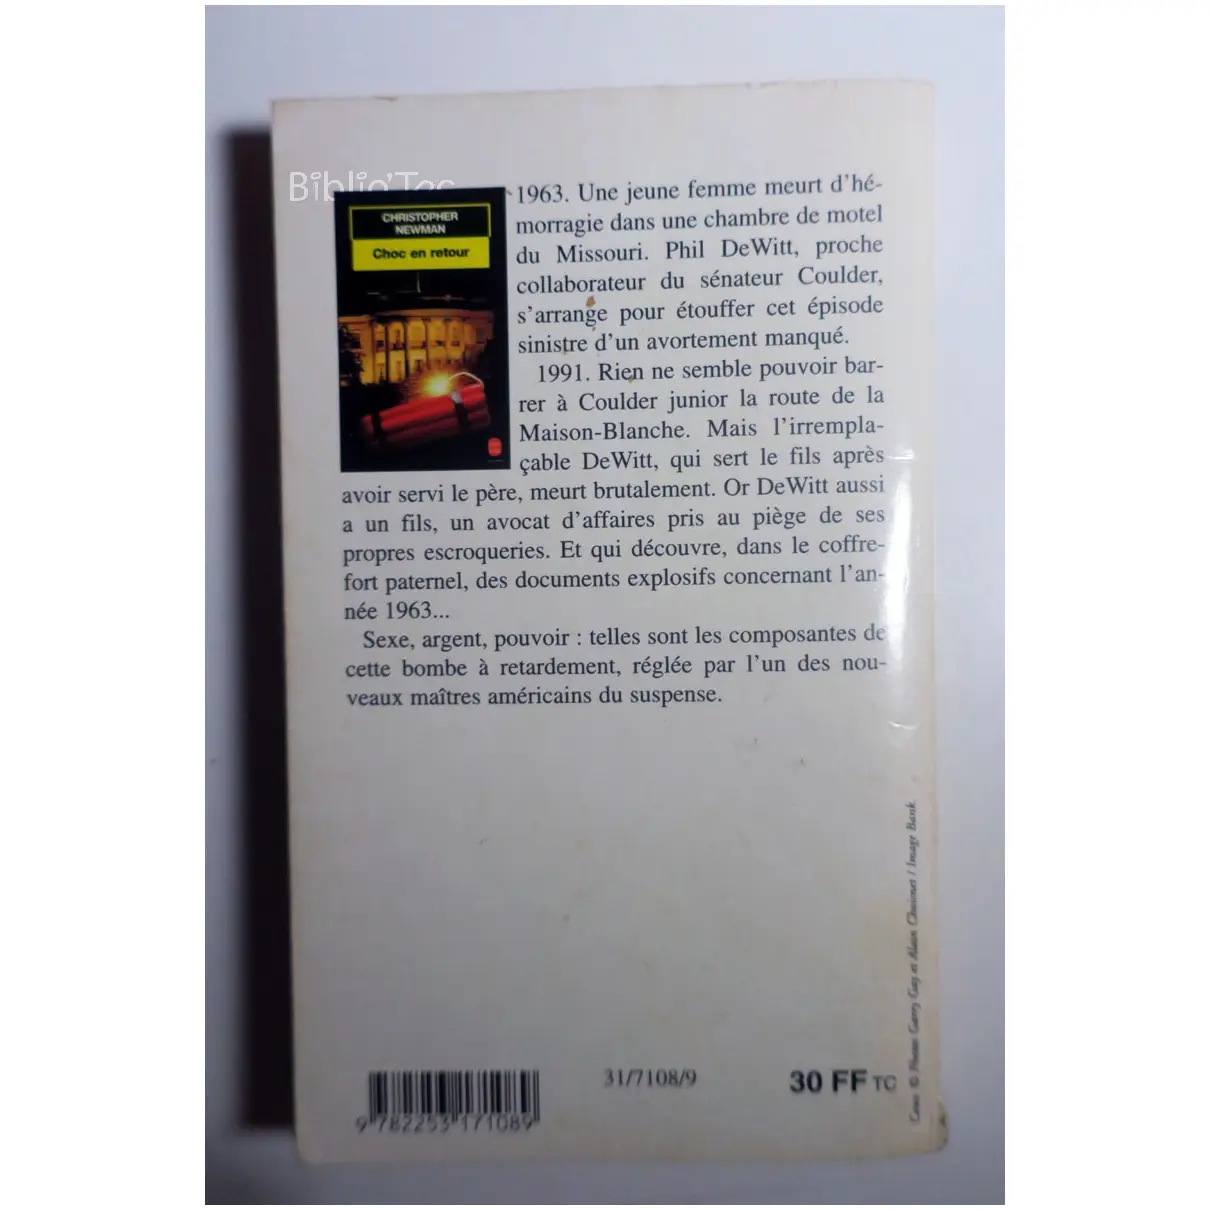 Biblio'Tec
CHRISTOPHER
NEWMAN
Choc en retour
1963. Une jeune femme meurt d'hé-
morragie dans une chambre de motel
du Missouri. Phil DeWitt, proche
collaborateur du sénateur Coulder,
s'arrange pour étouffer cet épisode
sinistre d'un avortement manqué.
1991. Rien ne semble pouvoir bar-
rer à Coulder junior la route de la
Maison-Blanche. Mais l'irrempla-
çable DeWitt, qui sert le fils après
avoir servi le père, meurt brutalement. Or DeWitt aussi
a un fils, un avocat d'affaires pris au piège de ses
propres escroqueries. Et qui découvre, dans le coffre-
fort paternel, des documents explosifs concernant l'an-
née 1963...
Sexe, argent, pouvoir : telles sont les composantes de
cette bombe à retardement, réglée par l'un des nou-
veaux maîtres américains du suspense.
© Garry Gay et Alain / Image Bank.
31/7108/9
30 FF TC
9 782253 171089